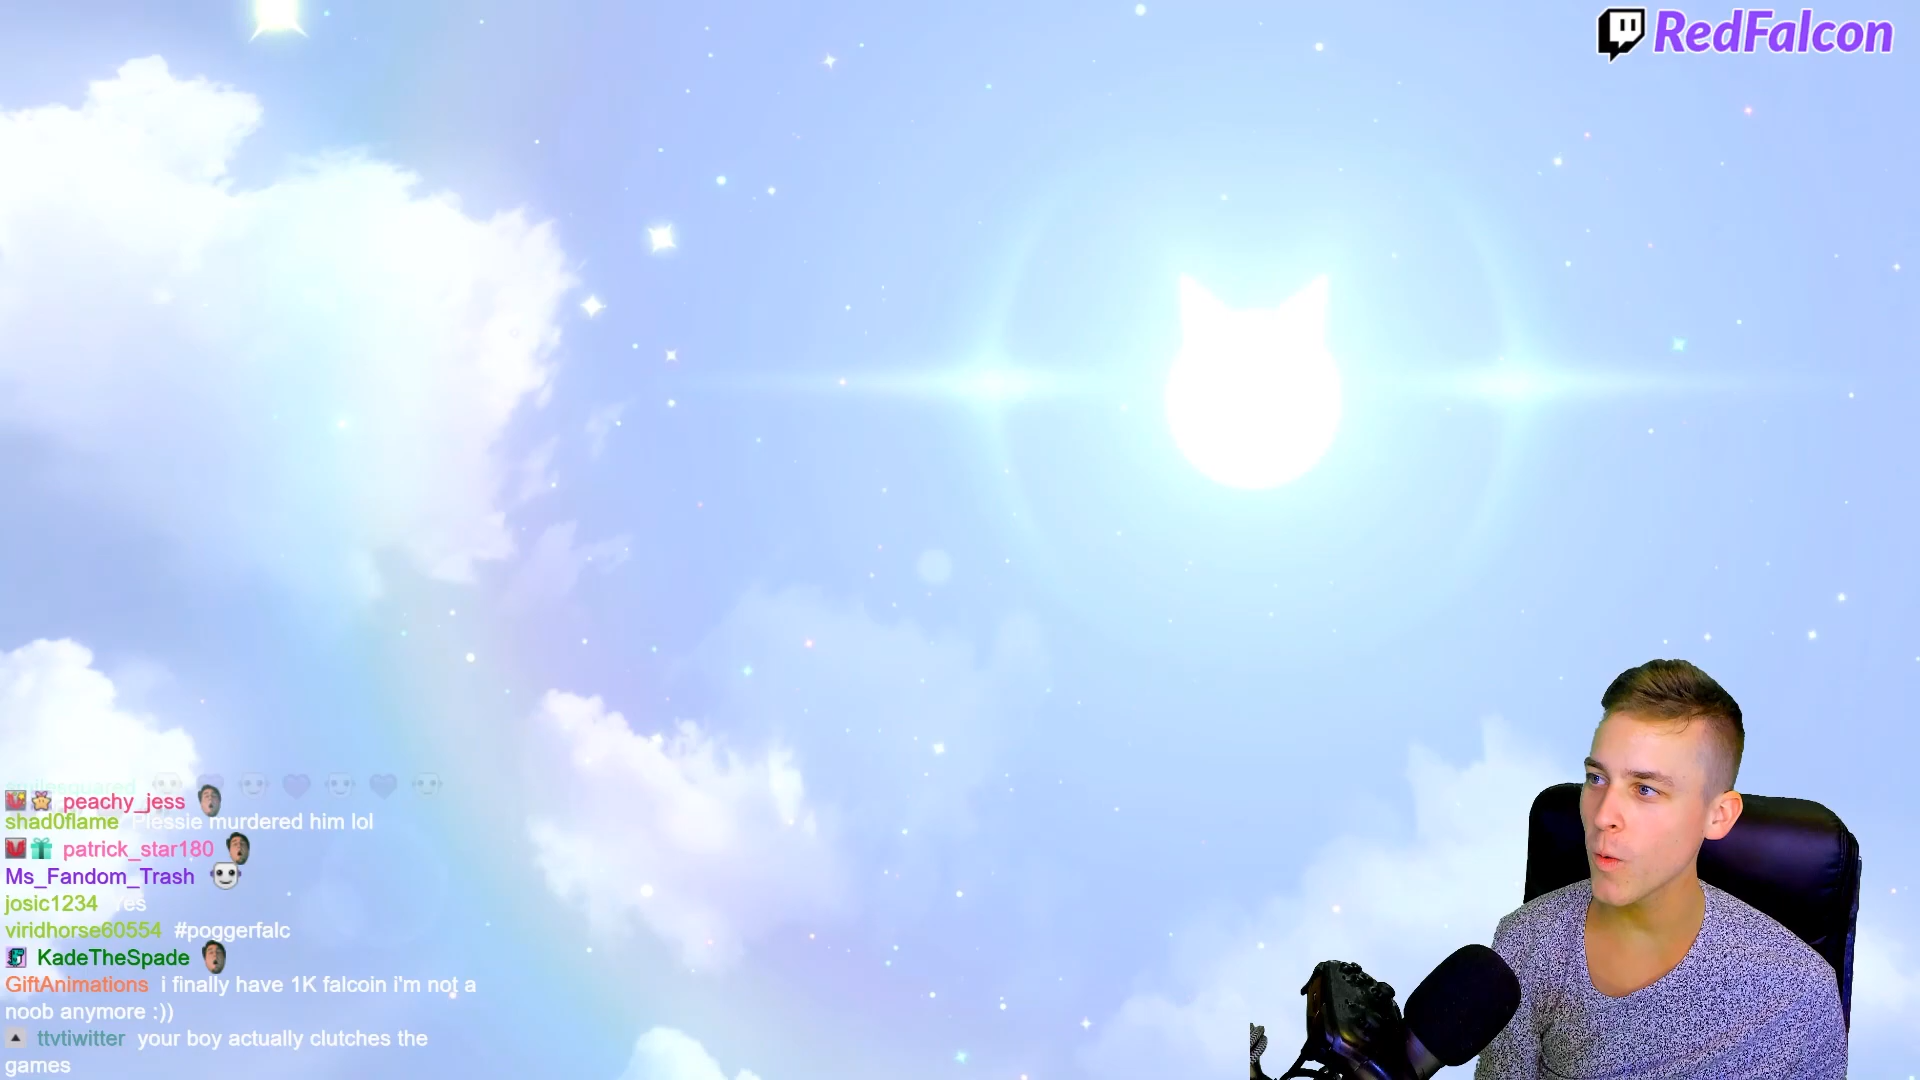 RedFalcon
peachy_jess
shad0flame Plessie murdered him lol
patrick_star180
Ms_Fandom_Trash
josic1234 Yes
viridhorse60554 #poggerfalc
KadeTheSpade
GiftAnimations i finally have 1K falcoin i'm not a
noob anymore :))
ttvtiwitter your boy actually clutches the
games